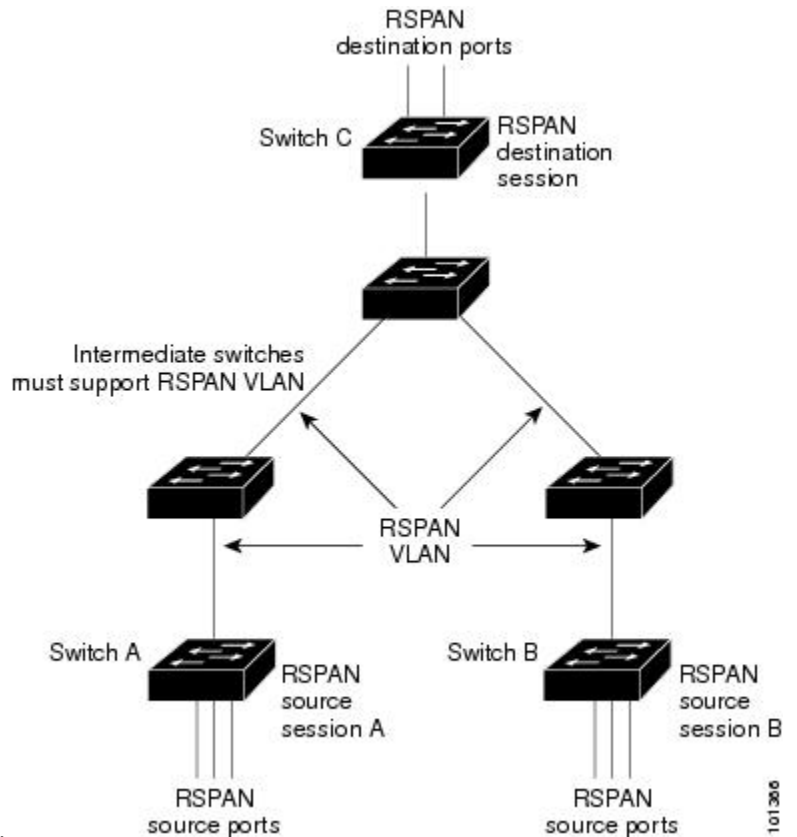 RSPAN
destination ports
Switch C
RSPAN
destination
session
Intermediate switches
must support RSPAN VLAN
RSPAN
VLAN
Switch A
RSPAN
source
session A
Switch B
RSPAN
source
session B
RSPAN
source ports
RSPAN
source ports
101366